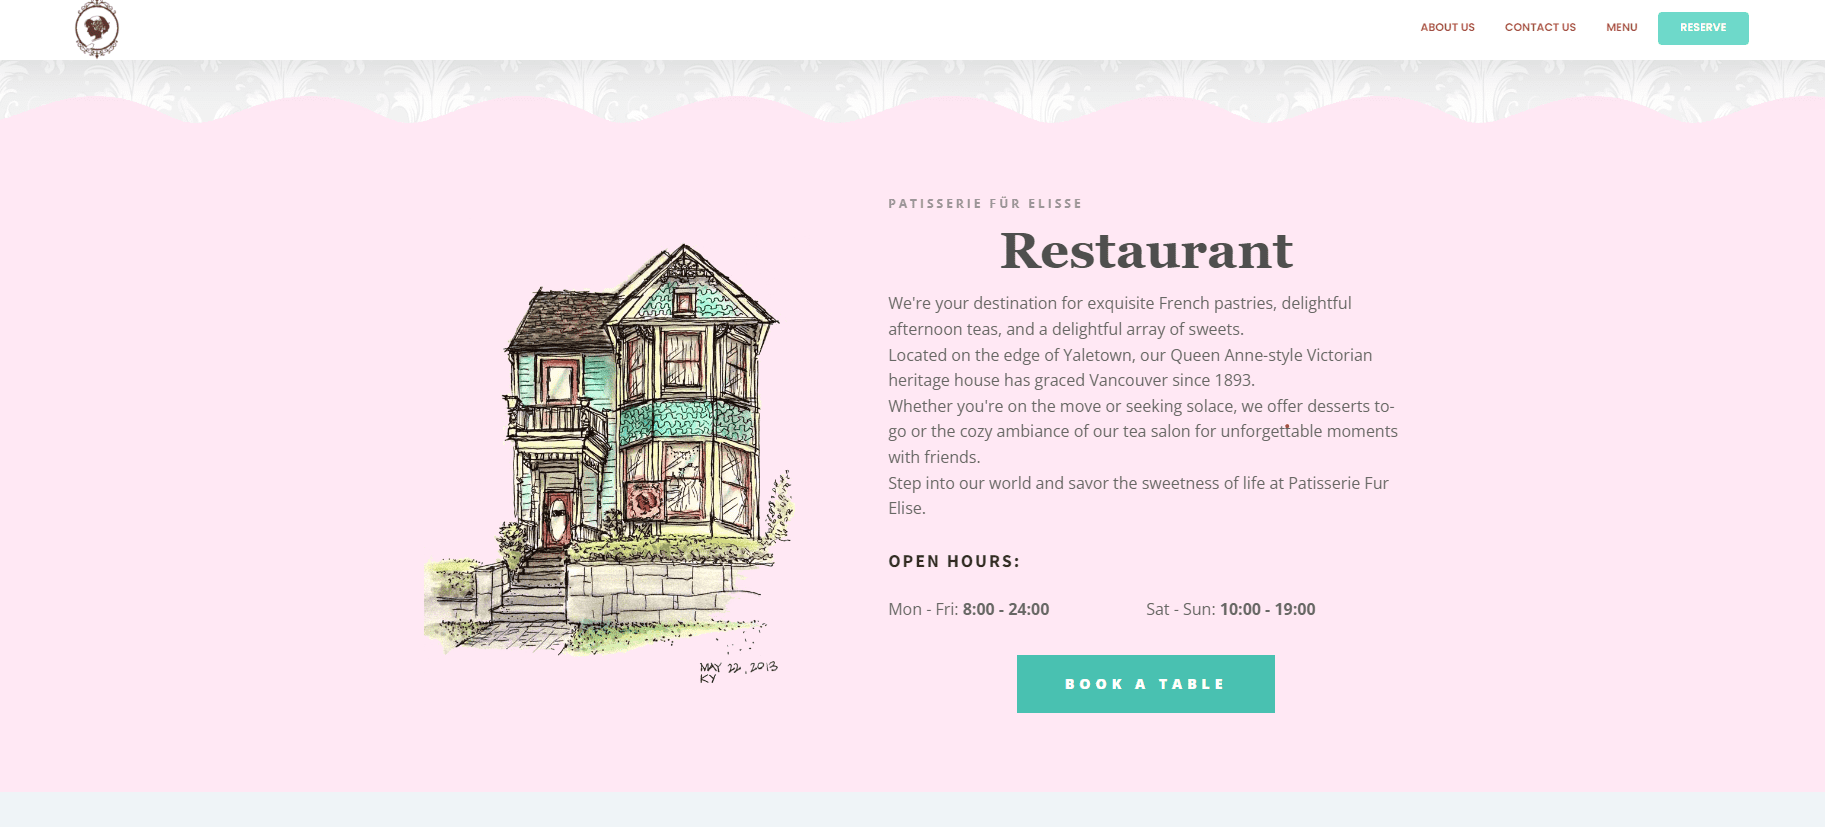 ABOUT US
CONTACT US
MENU
RESERVE
PATISSERIE FÜR ELISSE
Restaurant
We're your destination for exquisite French pastries, delightful
afternoon teas, and a delightful array of sweets.
Located on the edge of Yaletown, our Queen Anne-style Victorian
heritage house has graced Vancouver since 1893.
Whether you're on the move or seeking solace, we offer desserts to-
go or the cozy ambiance of our tea salon for unforgettable moments
with friends.
Step into our world and savor the sweetness of life at Patisserie Fur
Elise.
OPEN HOURS:
Mon - Fri: 8:00 - 24:00
Sat - Sun: 10:00 - 19:00
MAY 22, 2013
KY
BOOK A TABLE